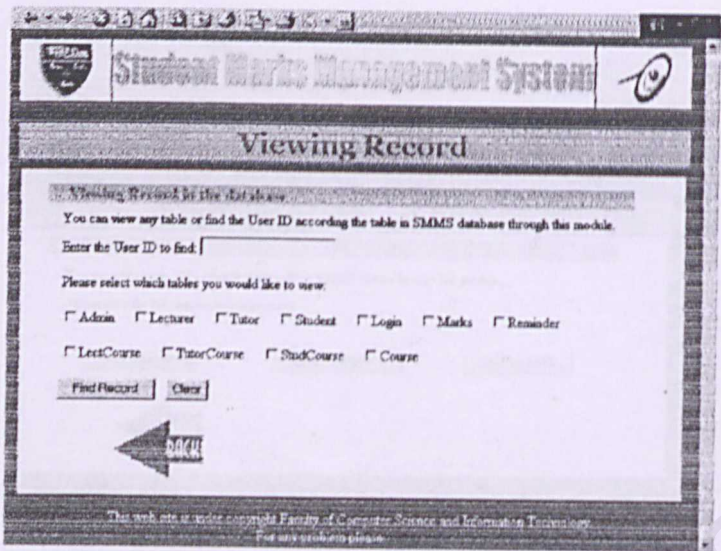 Student Marks Management System
Viewing Record
Viewing Record in the database
You can view any table or find the User ID according the table in SMMS database through this module.
Enter the User ID to find:
Please select which tables you would like to view:
Admin Lecturer Tutor Student Login Marks Reminder
LectCourse TutorCourse StudCourse Course
Find Record Clear
BACK
This web site is under copyright Faculty of Computer Science and Information Technology.
For any problem please